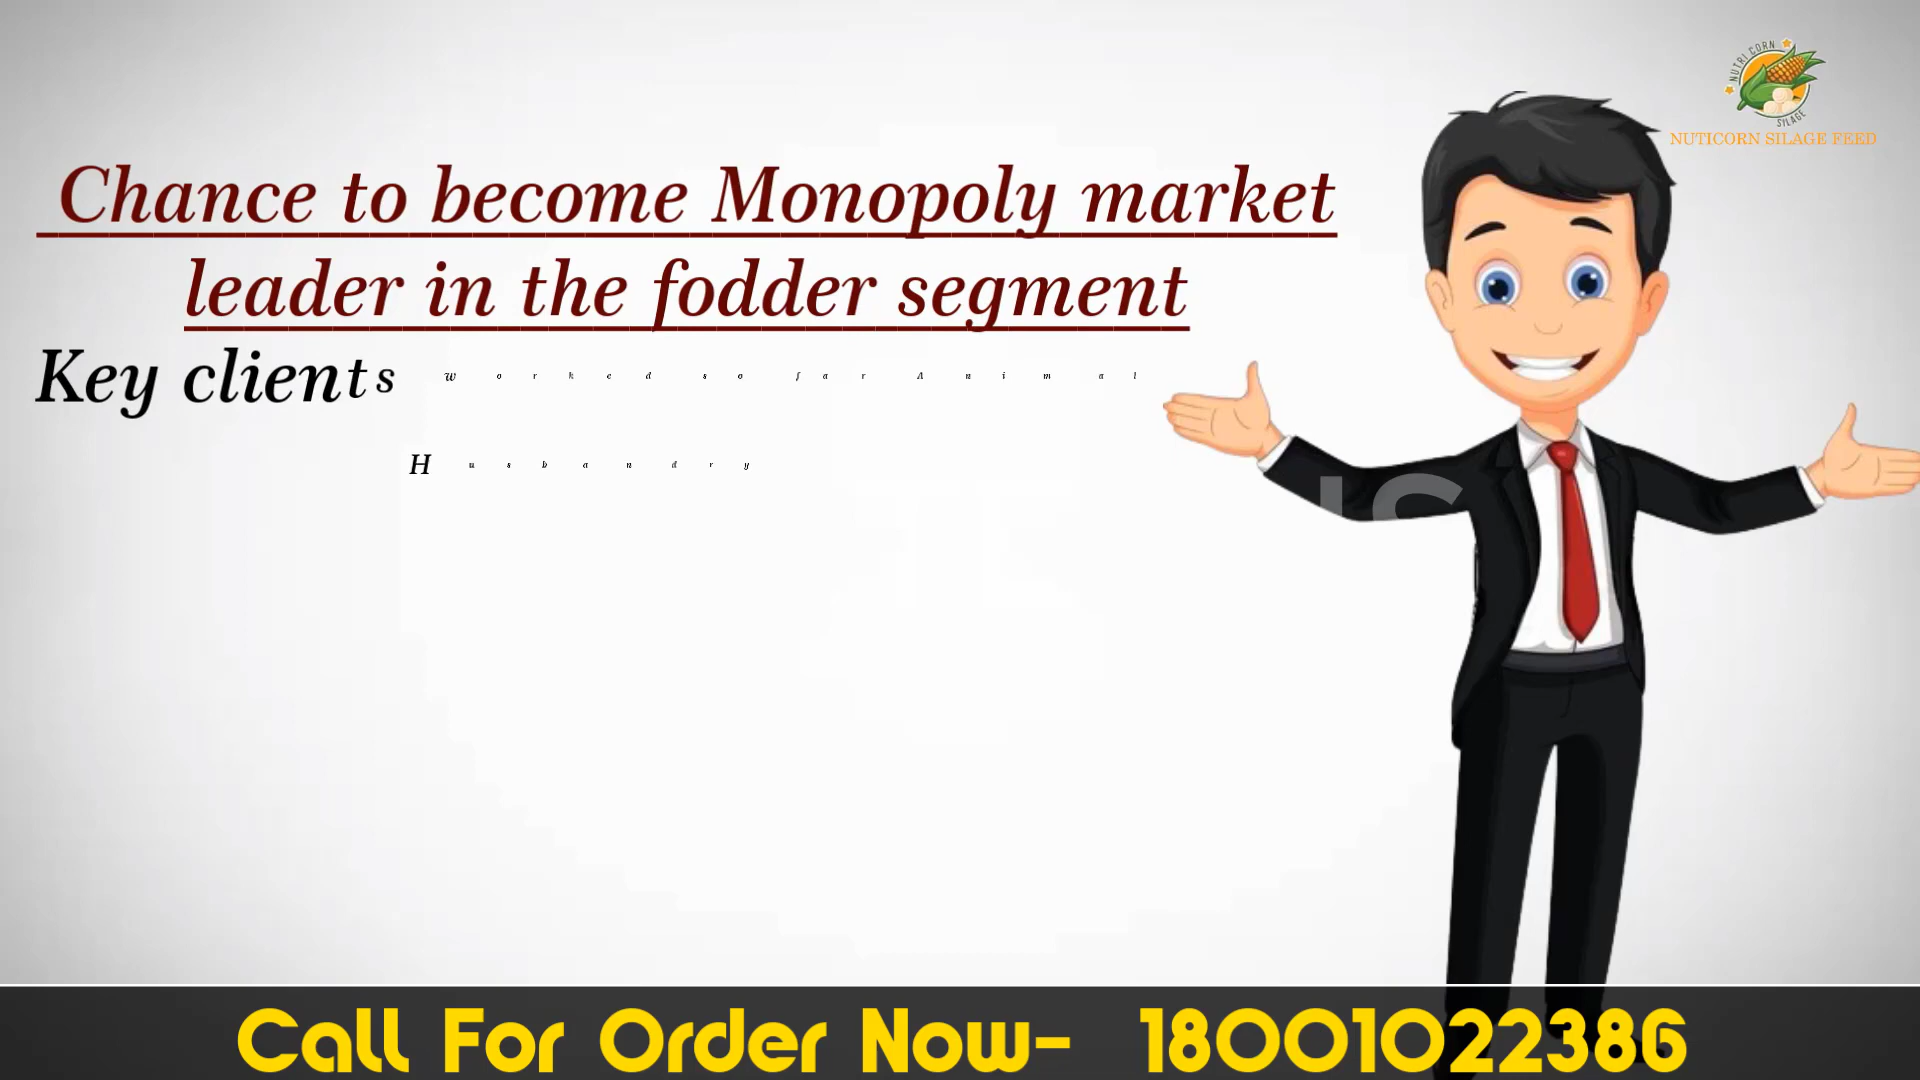 NUTRI CORN
SILAGE
NUTICORN SILAGE FEED
Chance to become Monopoly market
leader in the fodder segment
Key clients Worked so far Animal
Husbandry
Call For Order Now- 18001022386